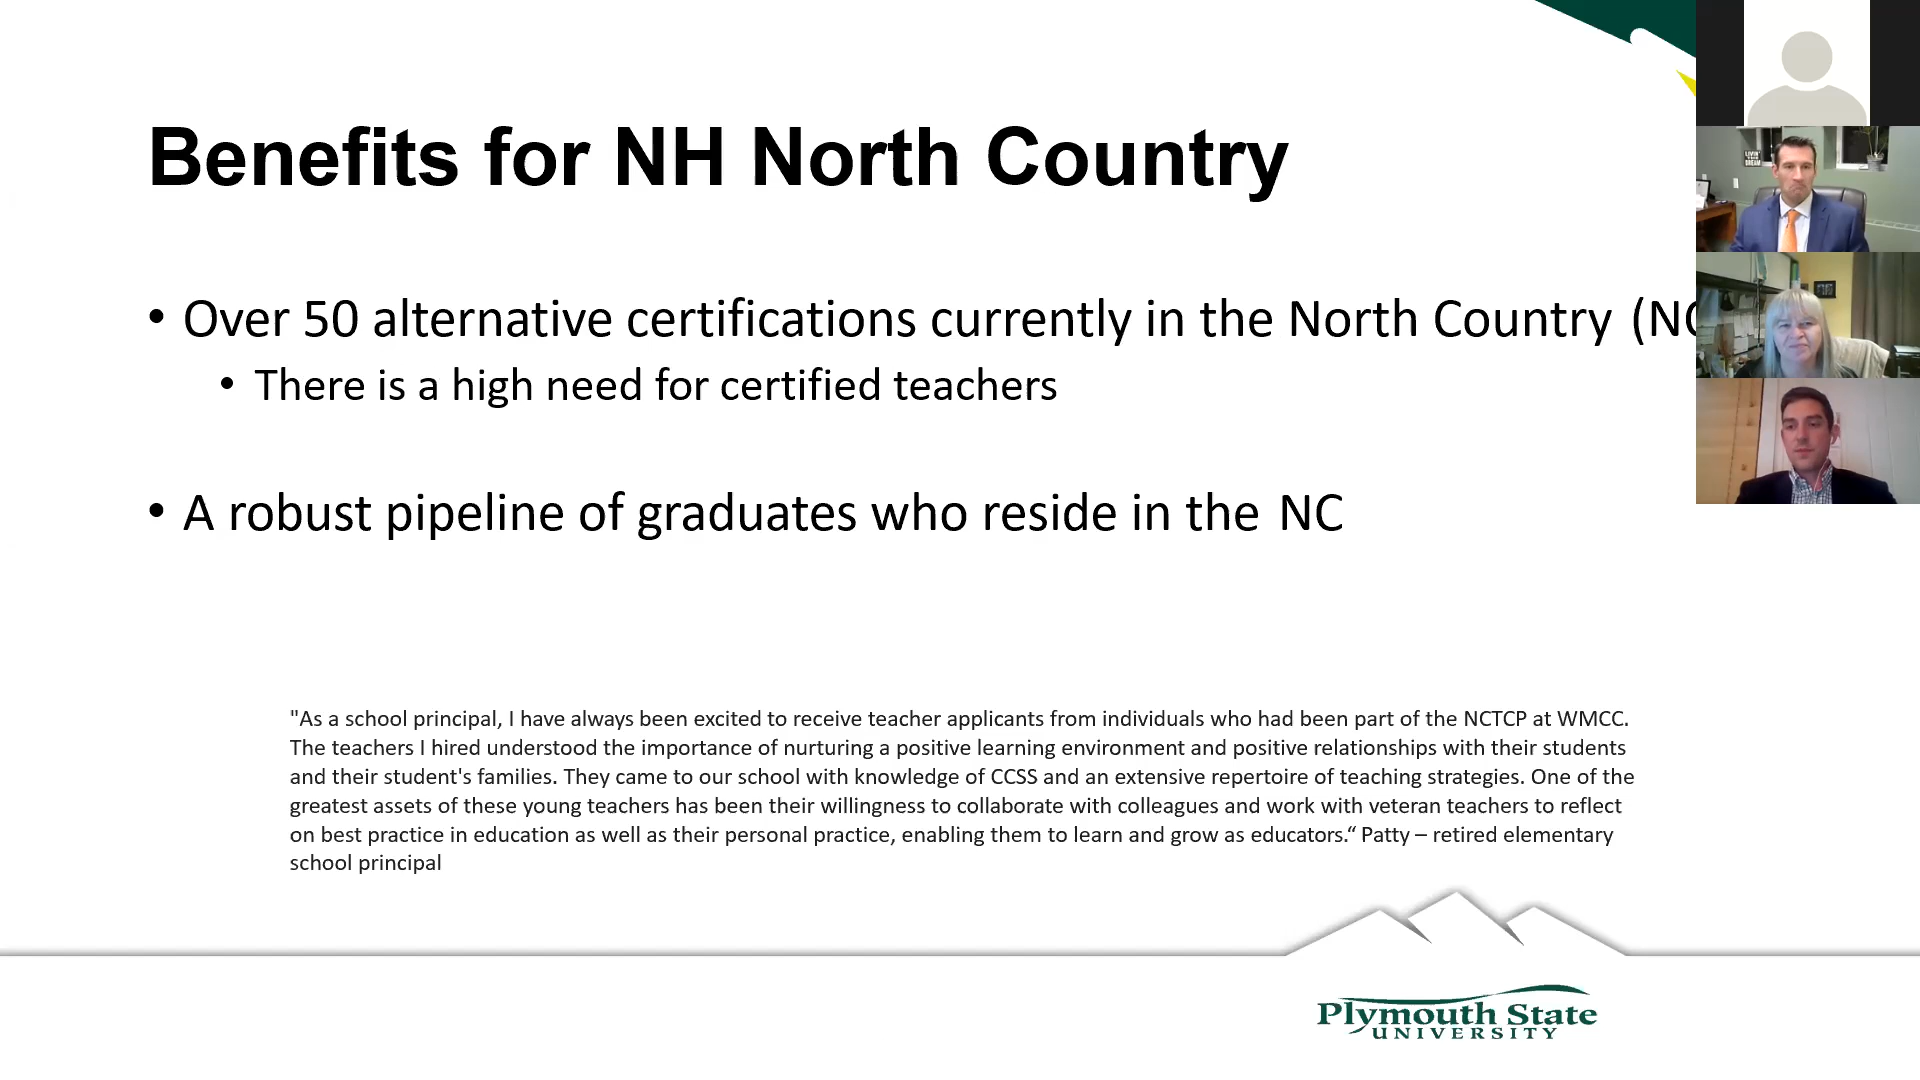 Benefits for NH North Country
• Over 50 alternative certifications currently in the North Country (NC
• There is a high need for certified teachers
• A robust pipeline of graduates who reside in the NC
"As a school principal, I have always been excited to receive teacher applicants from individuals who had been part of the NCTCP at WMCC.
The teachers I hired understood the importance of nurturing a positive learning environment and positive relationships with their students
and their student's families. They came to our school with knowledge of CCSS and an extensive repertoire of teaching strategies. One of the
greatest assets of these young teachers has been their willingness to collaborate with colleagues and work with veteran teachers to reflect
on best practice in education as well as their personal practice, enabling them to learn and grow as educators.“ Patty – retired elementary
school principal
LIVIN'
THE
DREAM
Plymouth State
UNIVERSITY